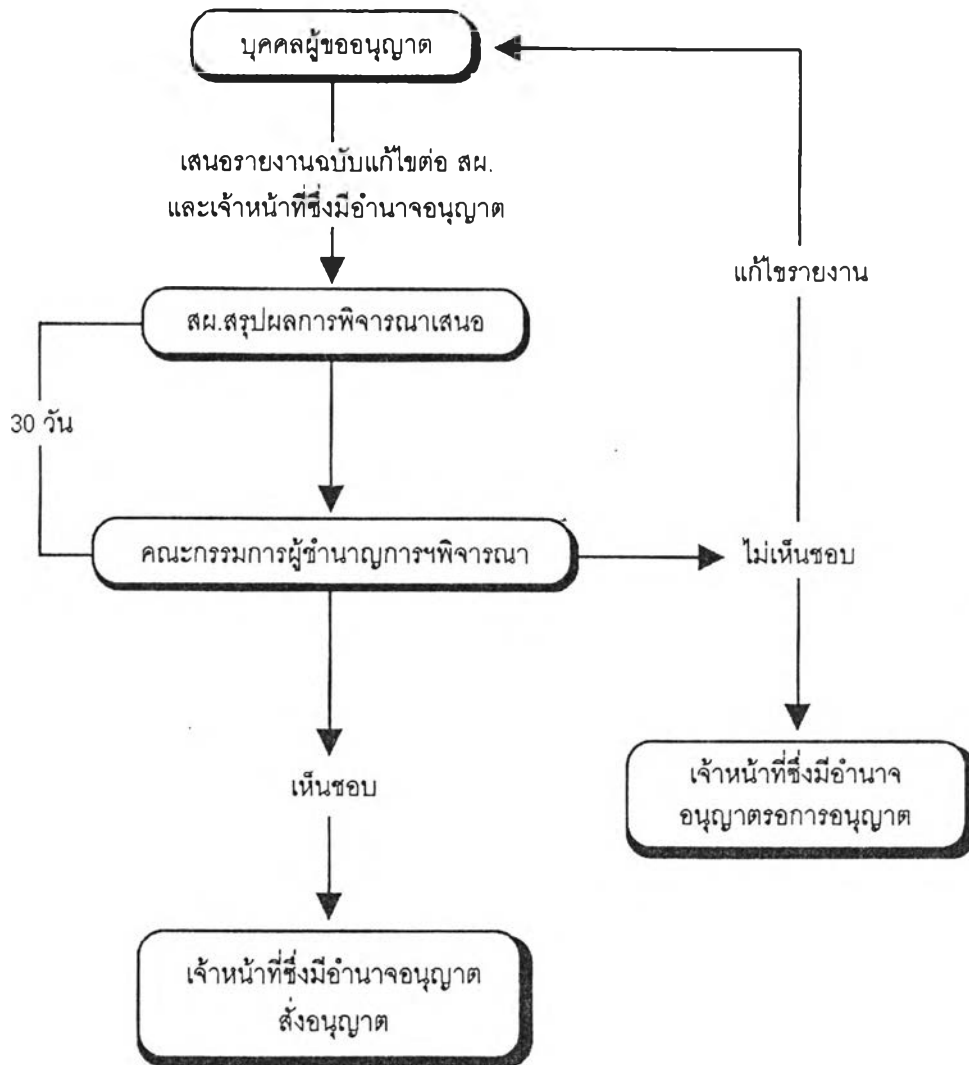 บุคคลผู้ขออนุญาต
เสนอรายงานฉบับแก้ไขต่อ สผ.
และเจ้าหน้าที่ซึ่งมีอำนาจอนุญาต
แก้ไขรายงาน
สผ.สรุปผลการพิจารณาเสนอ
30 วัน
คณะกรรมการผู้ชำนาญการฯพิจารณา
ไม่เห็นชอบ
เห็นชอบ
เจ้าหน้าที่ซึ่งมีอำนาจ
อนุญาตรอการอนุญาต
เจ้าหน้าที่ซึ่งมีอำนาจอนุญาต
สั่งอนุญาต